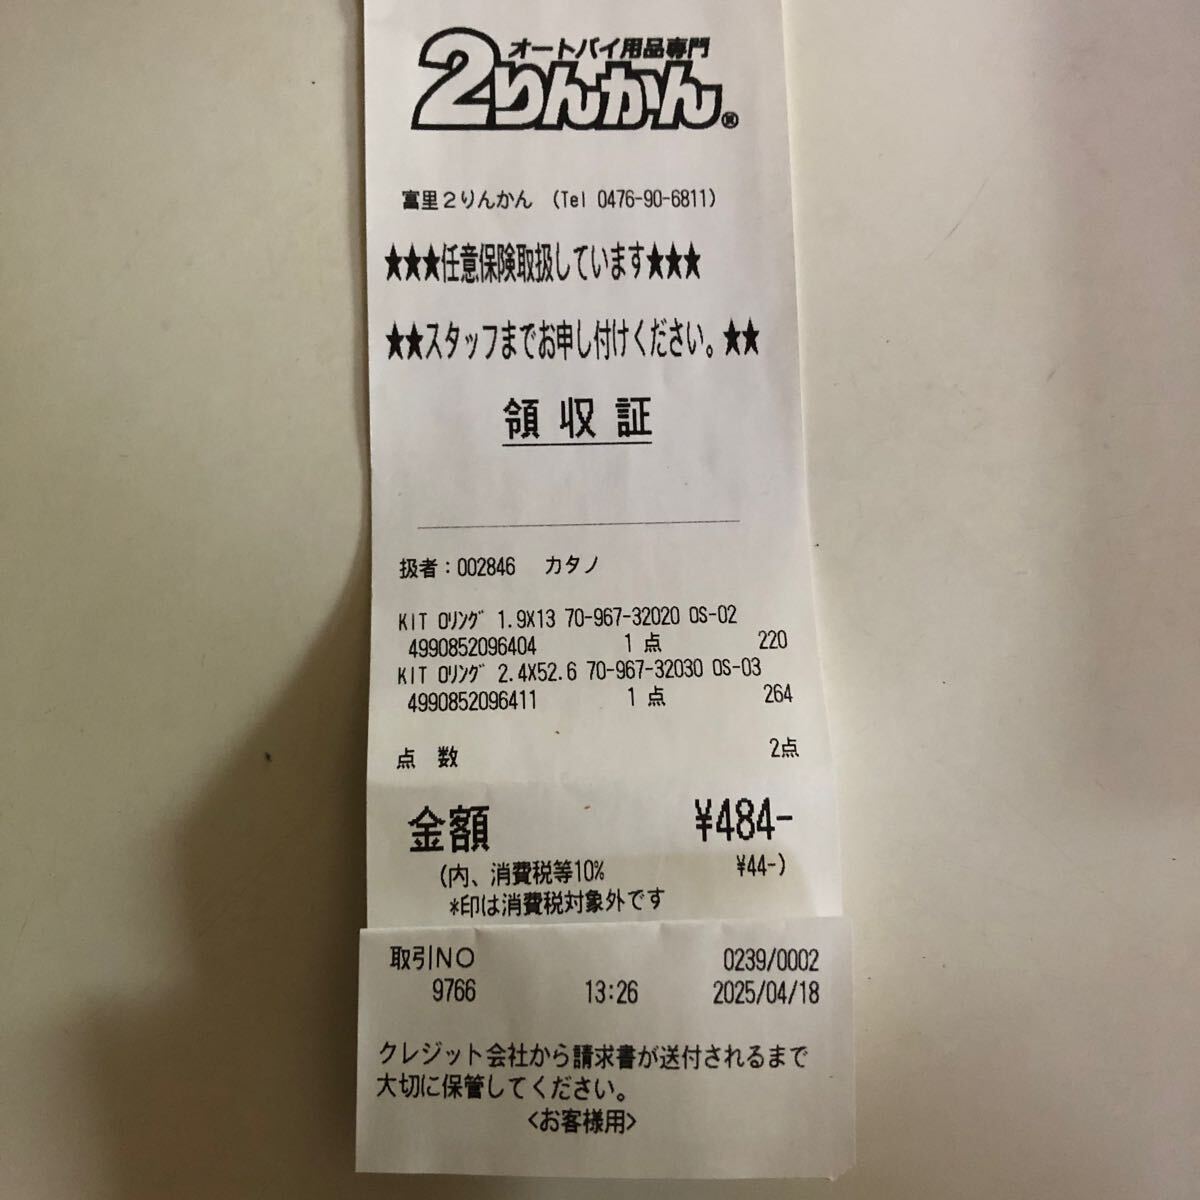 オートバイ用品専門
2りんかん®
富里2りんかん (Tel 0476-90-6811)
★★★任意保険取扱しています★★★
★★スタッフまでお申し付けください。★★
領収証
扱者:002846 カタノ
KIT Oリング 1.9X13 70-967-32020 OS-02
4990852096404 1点 220
KIT Oリング 2.4X52.6 70-967-32030 OS-03
4990852096411 1点 264
点数 2点
金額 ¥484-
(内、消費税等10% ¥44-)
*印は消費税対象外です
取引NO 0239/0002
9766 13:26 2025/04/18
クレジット会社から請求書が送付されるまで
大切に保管してください。
<お客様用>